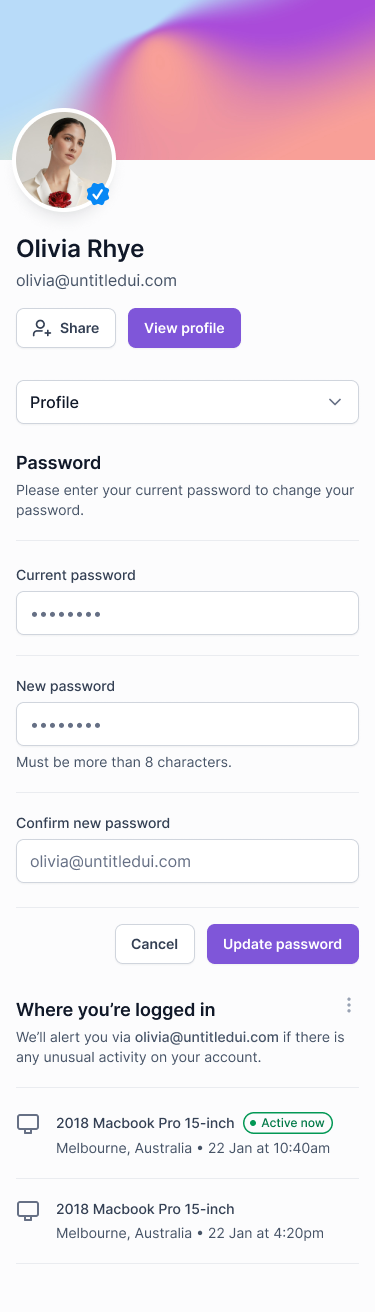 Olivia Rhye
olivia@untitledui.com
Share
View profile
Profile
Password
Please enter your current password to change your
password.
Current password
••••••••
New password
••••••••
Must be more than 8 characters.
Confirm new password
olivia@untitledui.com
Cancel
Update password
Where you’re logged in
We’ll alert you via olivia@untitledui.com if there is
any unusual activity on your account.
2018 Macbook Pro 15-inch
Active now
Melbourne, Australia • 22 Jan at 10:40am
2018 Macbook Pro 15-inch
Melbourne, Australia • 22 Jan at 4:20pm